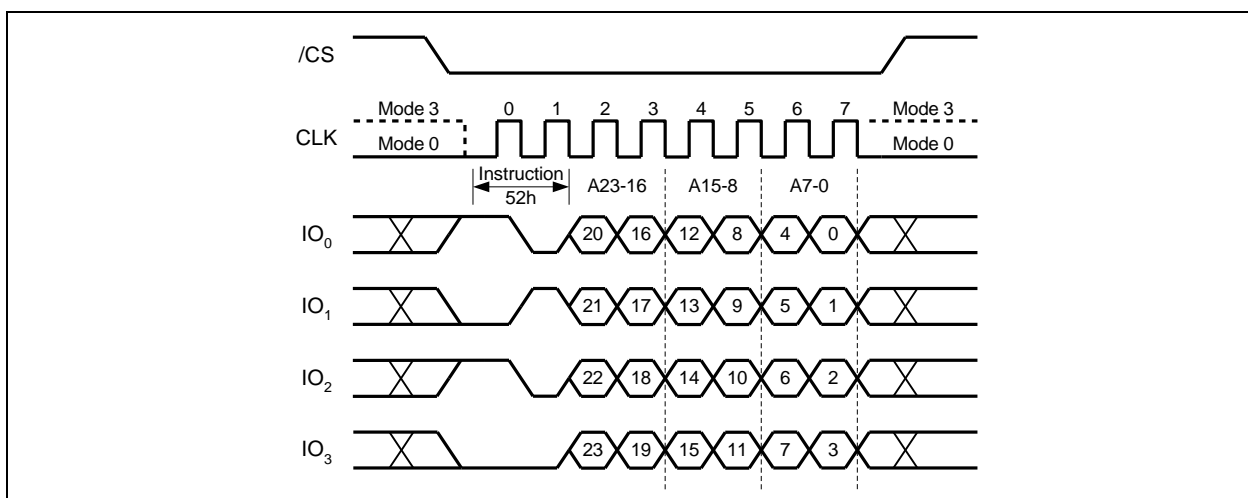 /CS
Mode 3 0 1 2 3 4 5 6 7 Mode 3
CLK Mode 0 Mode 0
Instruction
52h A23-16 A15-8 A7-0
IO0 20 16 12 8 4 0
IO1 21 17 13 9 5 1
IO2 22 18 14 10 6 2
IO3 23 19 15 11 7 3